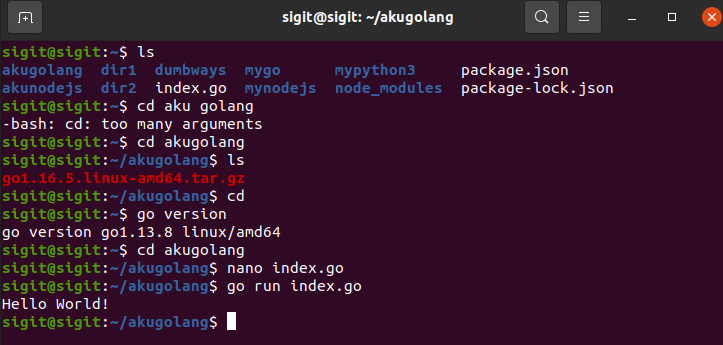 sigit@sigit: ~/akugolang
sigit@sigit:~$ ls
akugolang  dir1  dumbways  mygo      mypython3     package.json
akunodejs  dir2  index.go  mynodejs  node_modules  package-lock.json
sigit@sigit:~$ cd aku golang
-bash: cd: too many arguments
sigit@sigit:~$ cd akugolang
sigit@sigit:~/akugolang$ ls
go1.16.5.linux-amd64.tar.gz
sigit@sigit:~/akugolang$ cd
sigit@sigit:~$ go version
go version go1.13.8 linux/amd64
sigit@sigit:~$ cd akugolang
sigit@sigit:~/akugolang$ nano index.go
sigit@sigit:~/akugolang$ go run index.go
Hello World!
sigit@sigit:~/akugolang$